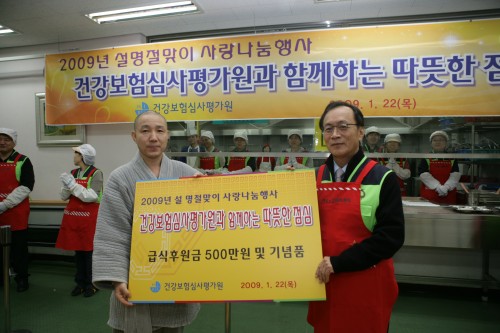 2009년 설명절맞이 사랑나눔행사
건강보험심사평가원과 함께하는 따뜻한 점
건강보험심사평가원
2009. 1. 22(목)
2009년 설 명절맞이 사랑나눔행사
건강보험심사평가원과 함께하는 따뜻한 점심
급식후원금 500만원 및 기념품
건강보험심사평가원
2009. 1. 22(목)